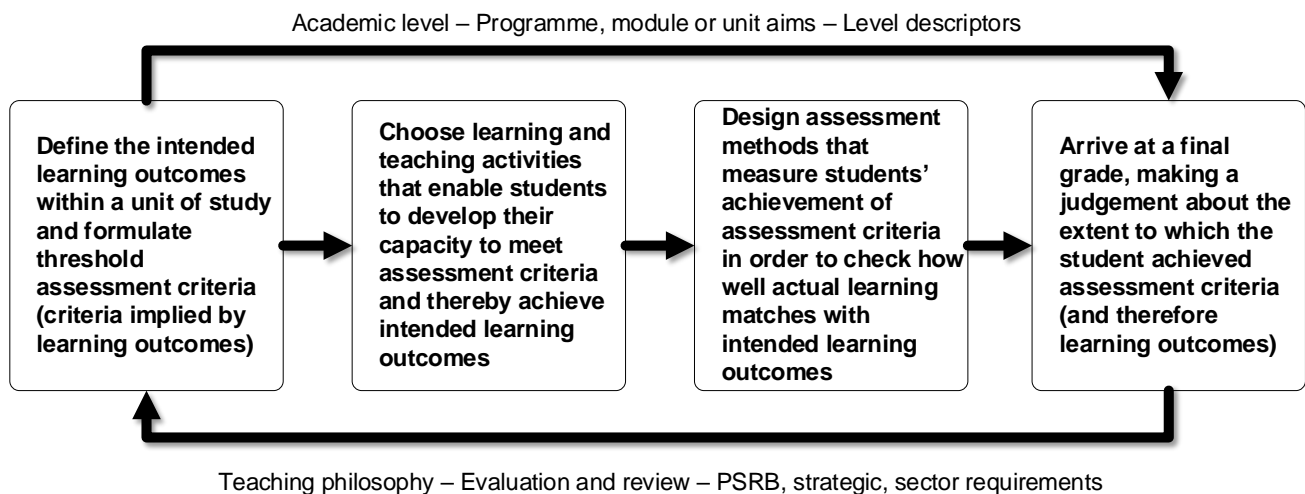 Academic level – Programme, module or unit aims – Level descriptors
Define the intended
learning outcomes
within a unit of study
and formulate
threshold
assessment criteria
(criteria implied by
learning outcomes)
Choose learning and
teaching activities
that enable students
to develop their
capacity to meet
assessment criteria
and thereby achieve
intended learning
outcomes
Design assessment
methods that
measure students’
achievement of
assessment criteria
in order to check how
well actual learning
matches with
intended learning
outcomes
Arrive at a final
grade, making a
judgement about the
extent to which the
student achieved
assessment criteria
(and therefore
learning outcomes)
Teaching philosophy – Evaluation and review – PSRB, strategic, sector requirements